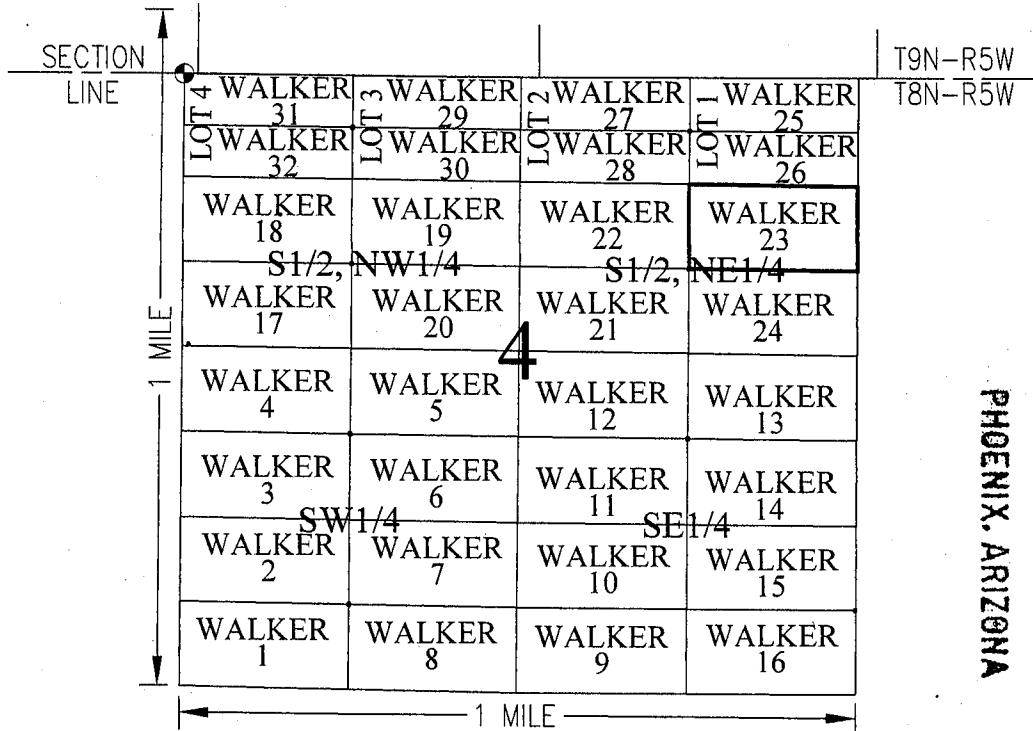 SECTION
LINE
T9N-R5W
T8N-R5W
LOT 4
WALKER
31
LOT 3
WALKER
29
LOT 2
WALKER
27
LOT 1
WALKER
25
WALKER
32
WALKER
30
WALKER
28
WALKER
26
WALKER
18
WALKER
19
WALKER
22
WALKER
23
S1/2, NW1/4
S1/2, NE1/4
WALKER
17
WALKER
20
WALKER
21
WALKER
24
4
WALKER
4
WALKER
5
WALKER
12
WALKER
13
WALKER
3
WALKER
6
WALKER
11
WALKER
14
SW1/4
SE1/4
WALKER
2
WALKER
7
WALKER
10
WALKER
15
WALKER
1
WALKER
8
WALKER
9
WALKER
16
1 MILE
1 MILE
PHOENIX, ARIZONA